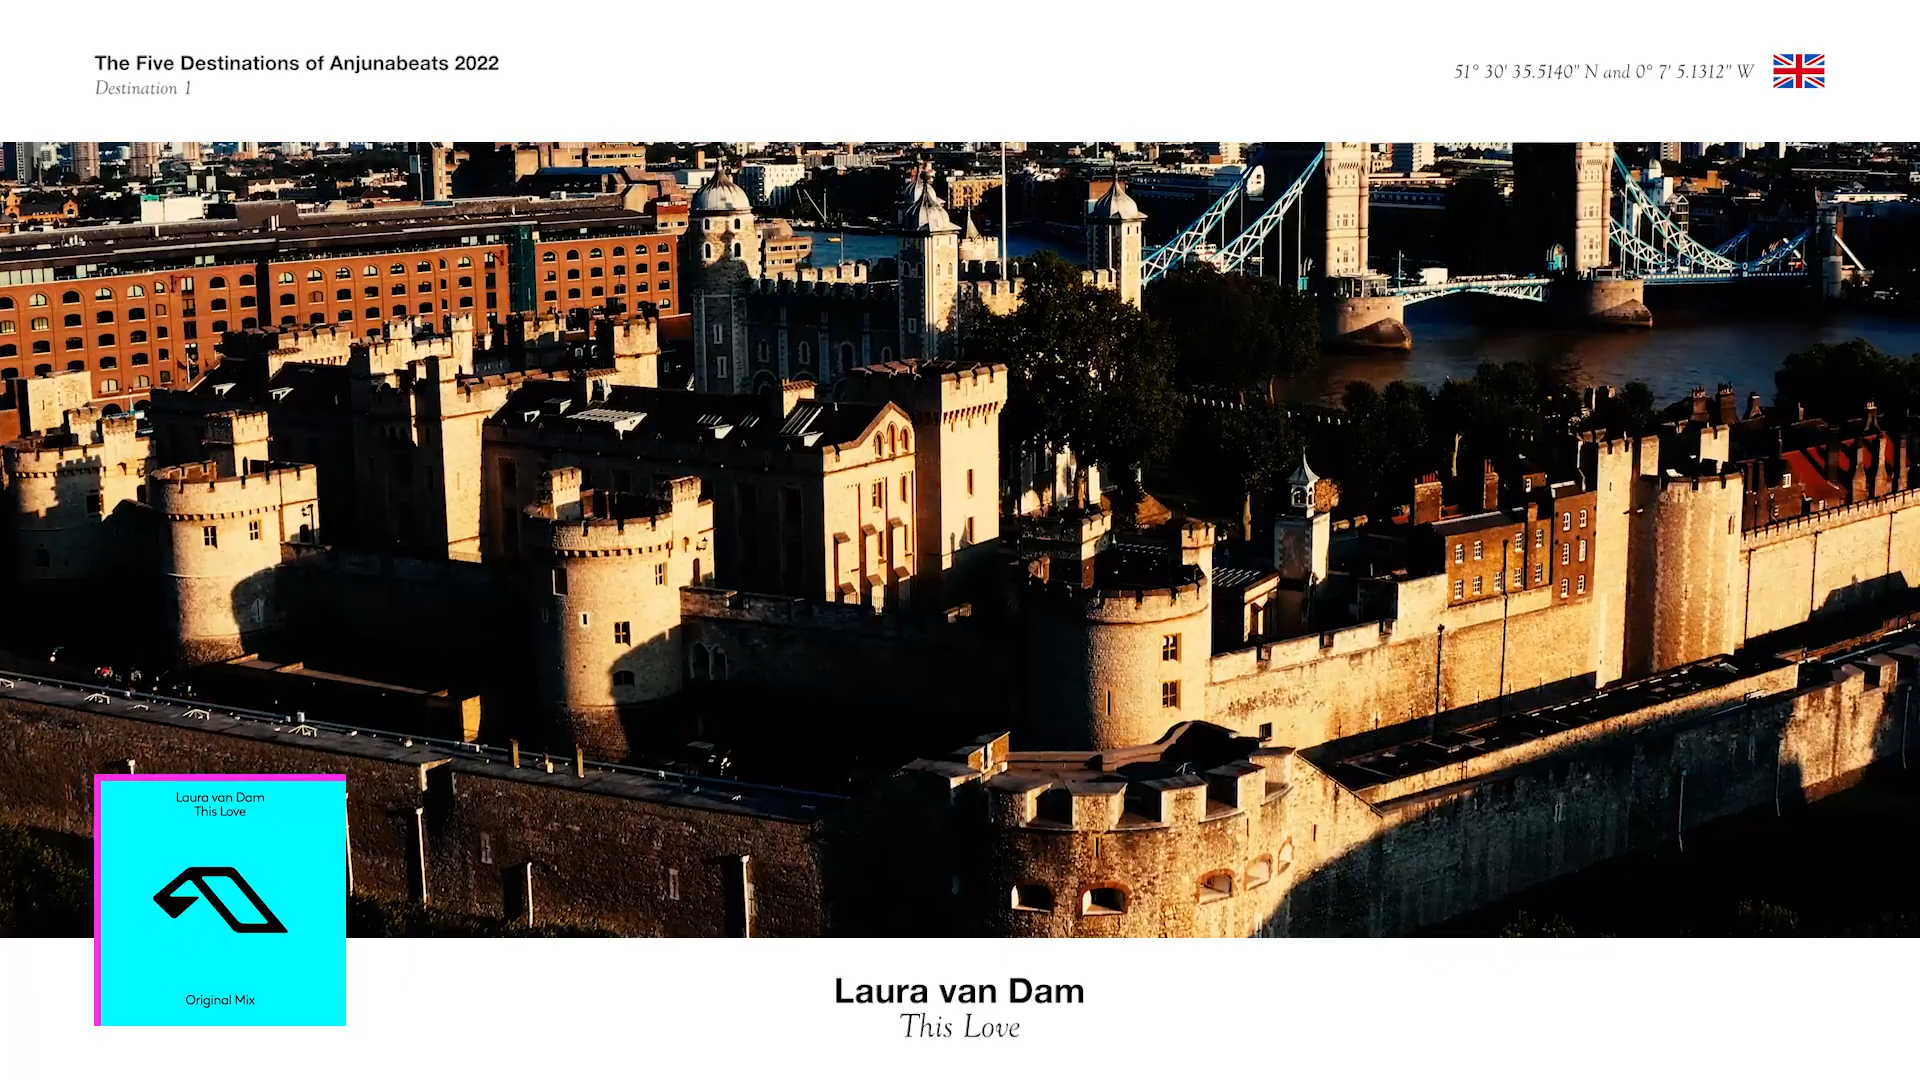 The Five Destinations of Anjunabeats 2022
Destination 1
51° 30' 35.5140" N and 0° 7' 5.1312" W
Laura van Dam
This Love
Original Mix
Laura van Dam
This Love